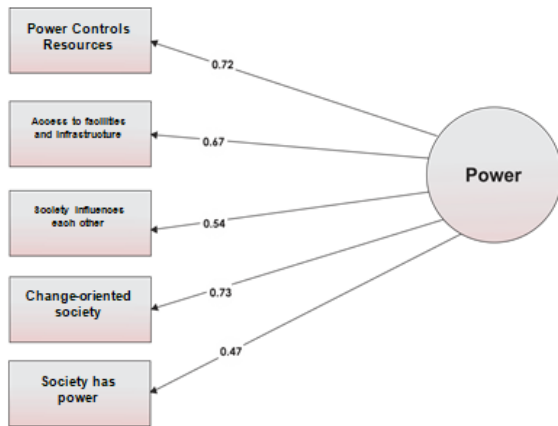 Power Controls
Resources
0.72
Access to facilities
and infrastructure
0.67
Power
Society influences
each other
0.54
Change-oriented
society
0.73
0.47
Society has
power